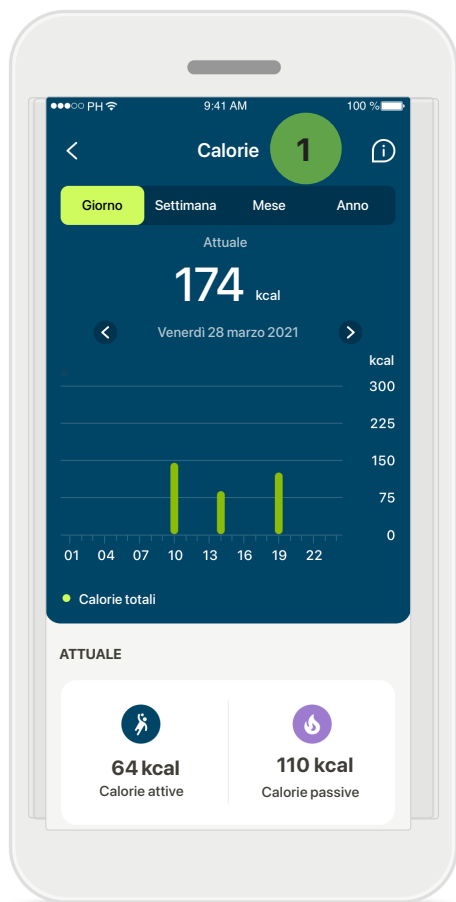 PH 9:41 AM 100 %
Calorie 1
Giorno Settimana Mese Anno
Attuale
174 kcal
Venerdì 28 marzo 2021
kcal
300
225
150
75
0
01 04 07 10 13 16 19 22
Calorie totali
ATTUALE
64 kcal 110 kcal
Calorie attive Calorie passive